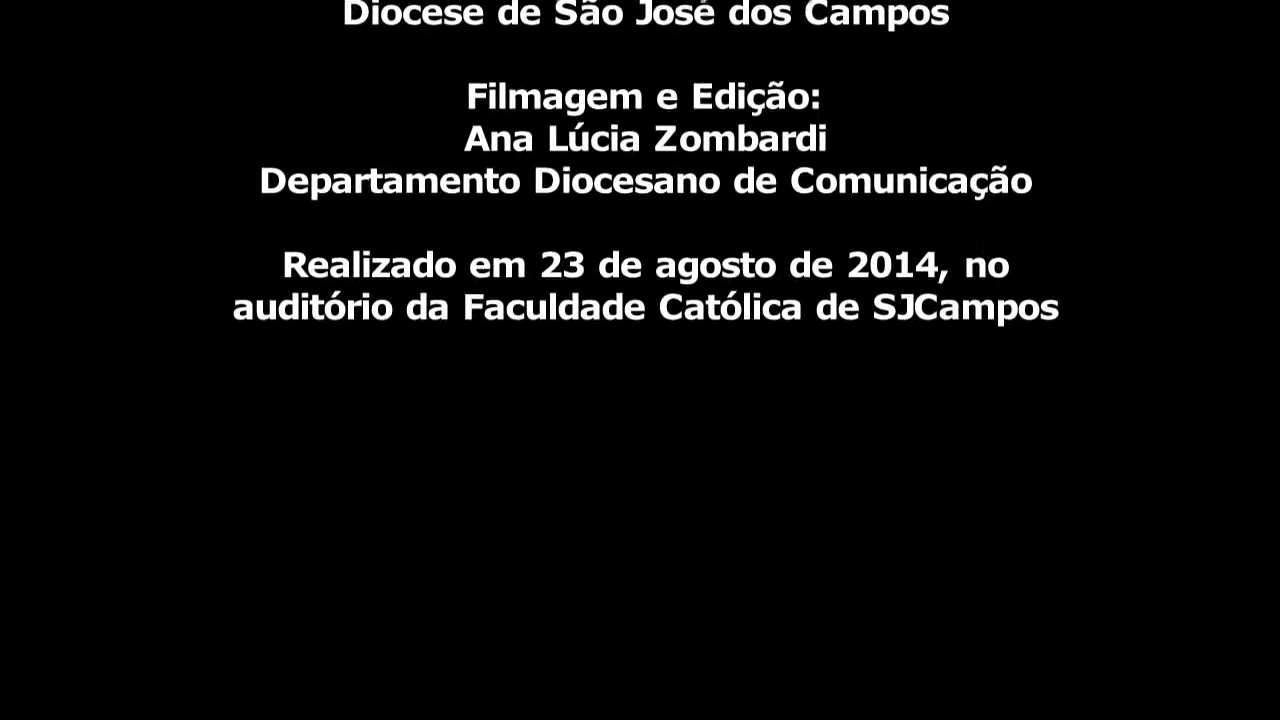 Diocese de São José dos Campos
Filmagem e Edição:
Ana Lúcia Zombardi
Departamento Diocesano de Comunicação
Realizado em 23 de agosto de 2014, no
auditório da Faculdade Católica de SJCampos